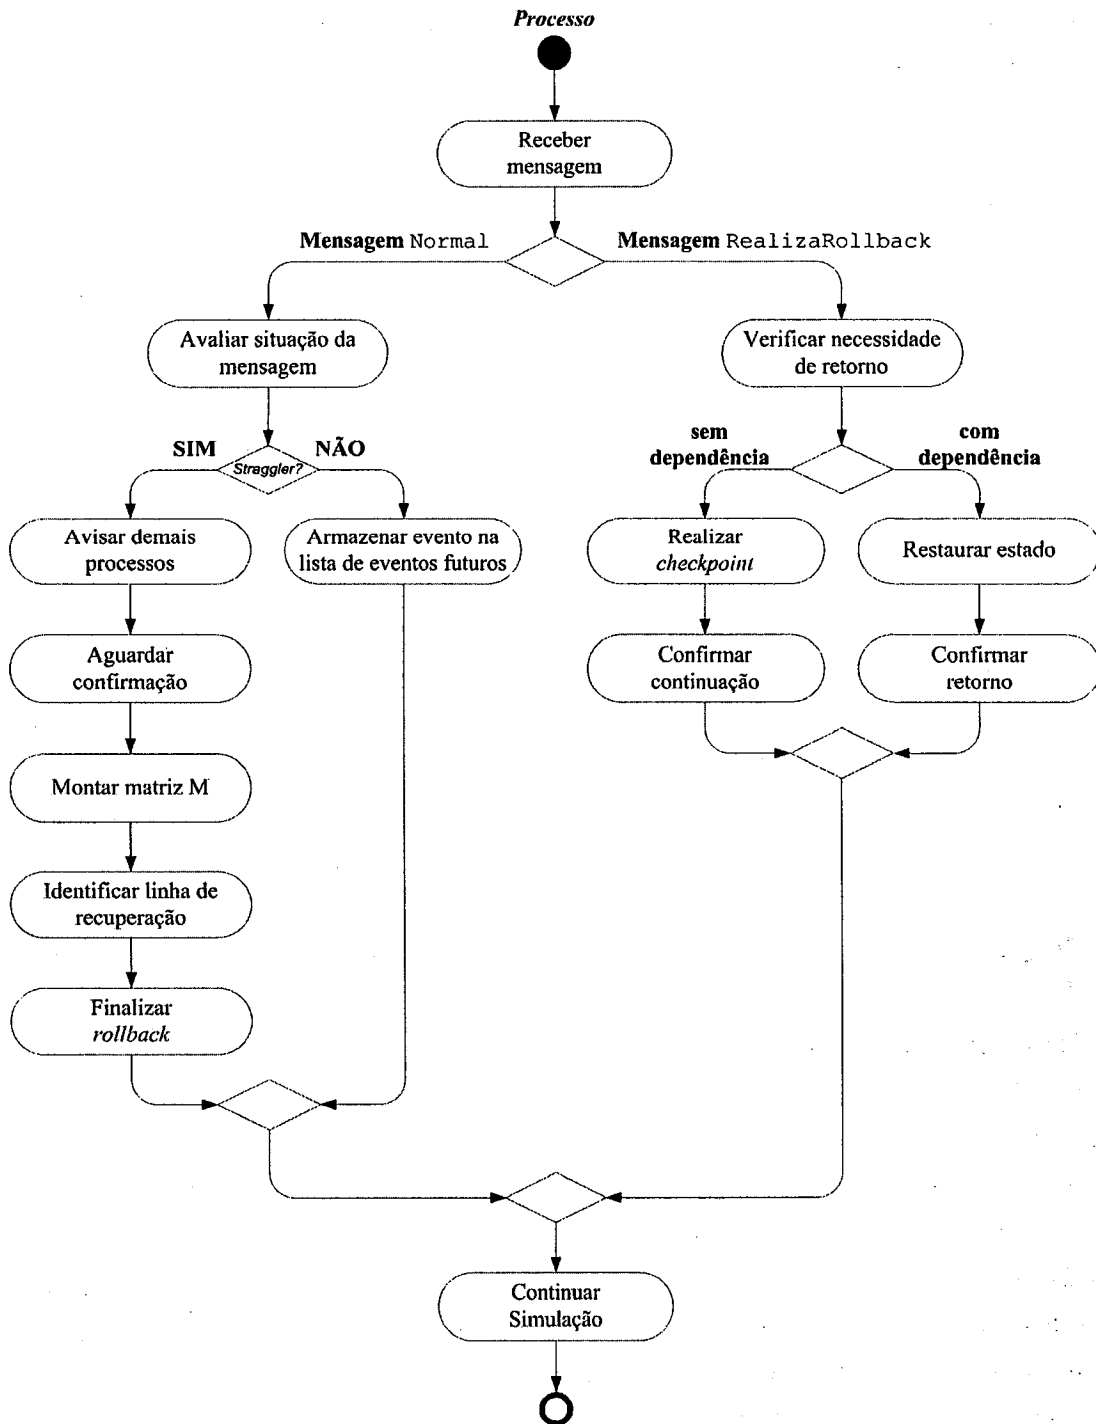 Processo
Receber
mensagem
Mensagem Normal
Mensagem RealizaRollback
Avaliar situação da
mensagem
Verificar necessidade
de retorno
SIM
Straggler?
NÃO
sem
dependência
com
dependência
Avisar demais
processos
Armazenar evento na
lista de eventos futuros
Realizar
checkpoint
Restaurar estado
Aguardar
confirmação
Confirmar
continuação
Confirmar
retorno
Montar matriz M
Identificar linha de
recuperação
Finalizar
rollback
Continuar
Simulação